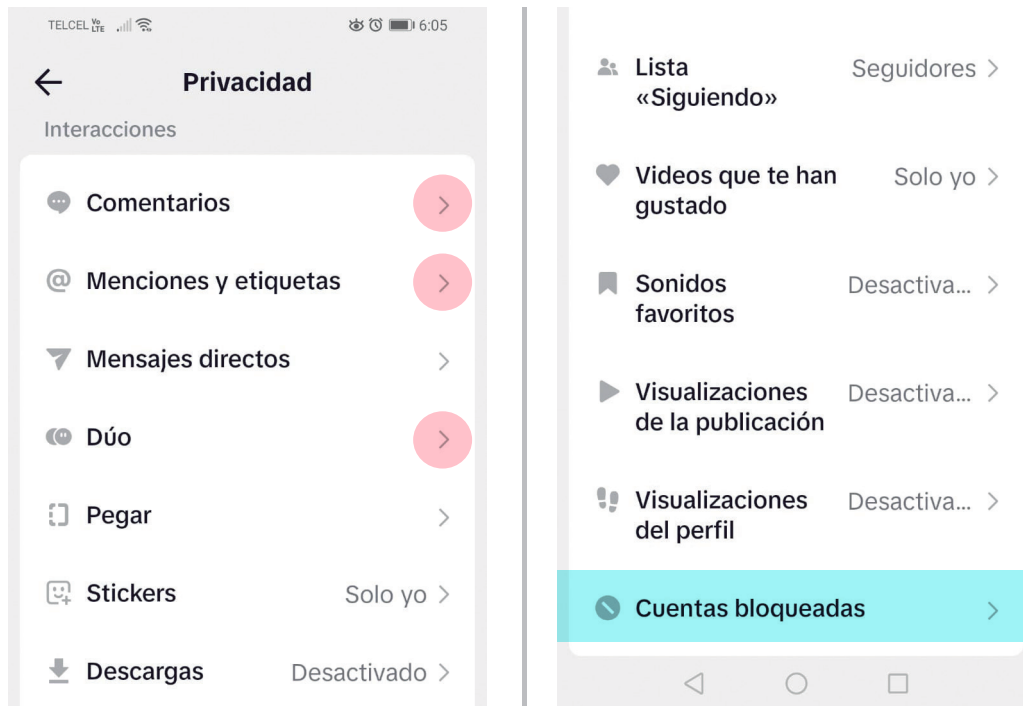 TELCEL Vo LTE 6:05
Privacidad
Interacciones
Comentarios
Menciones y etiquetas
Mensajes directos
Dúo
Pegar
Stickers Solo yo
Descargas Desactivado
Lista Seguidores
«Siguiendo»
Videos que te han Solo yo
gustado
Sonidos Desactiva...
favoritos
Visualizaciones Desactiva...
de la publicación
Visualizaciones Desactiva...
del perfil
Cuentas bloqueadas